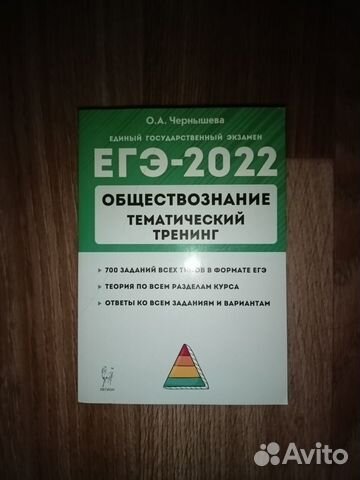 О.А. Чернышева
ЕДИНЫЙ ГОСУДАРСТВЕННЫЙ ЭКЗАМЕН
ЕГЭ-2022
ОБЩЕСТВОЗНАНИЕ
ТЕМАТИЧЕСКИЙ
ТРЕНИНГ
700 ЗАДАНИЙ ВСЕХ ТИПОВ В ФОРМАТЕ ЕГЭ
ТЕОРИЯ ПО ВСЕМ РАЗДЕЛАМ КУРСА
ОТВЕТЫ КО ВСЕМ ЗАДАНИЯМ И ВАРИАНТАМ
ЛЕГИОН
Avito